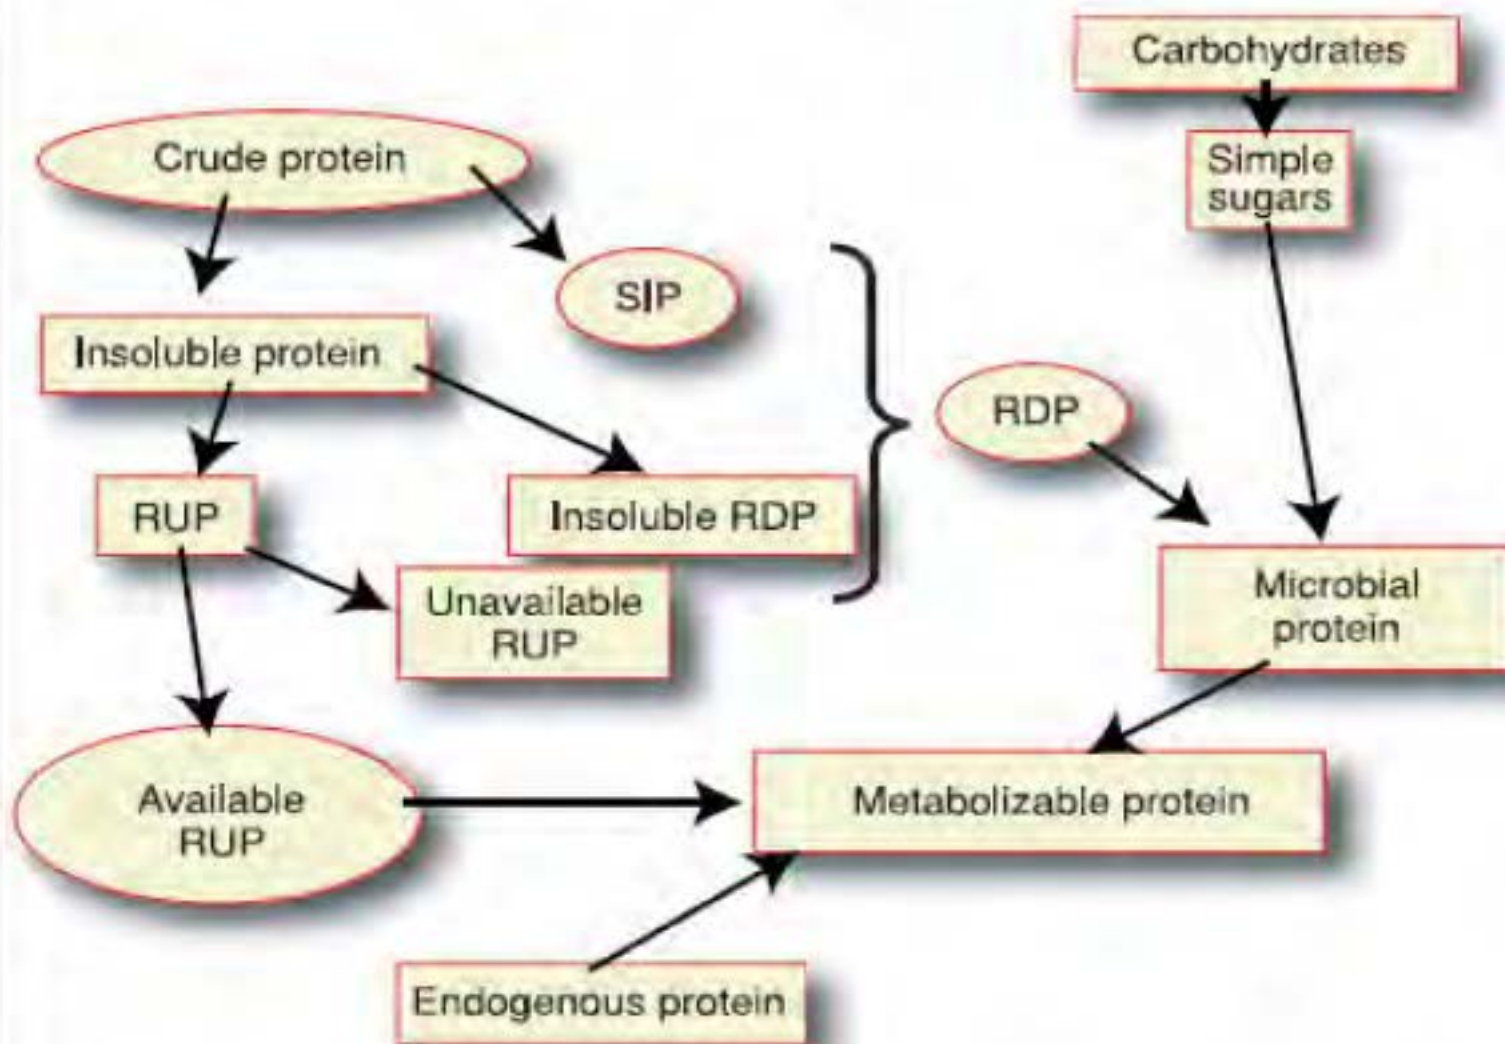 Carbohydrates
Simple
sugars
Crude protein
SIP
Insoluble protein
RDP
RUP
Insoluble RDP
Unavailable
RUP
Microbial
protein
Available
RUP
Metabolizable protein
Endogenous protein